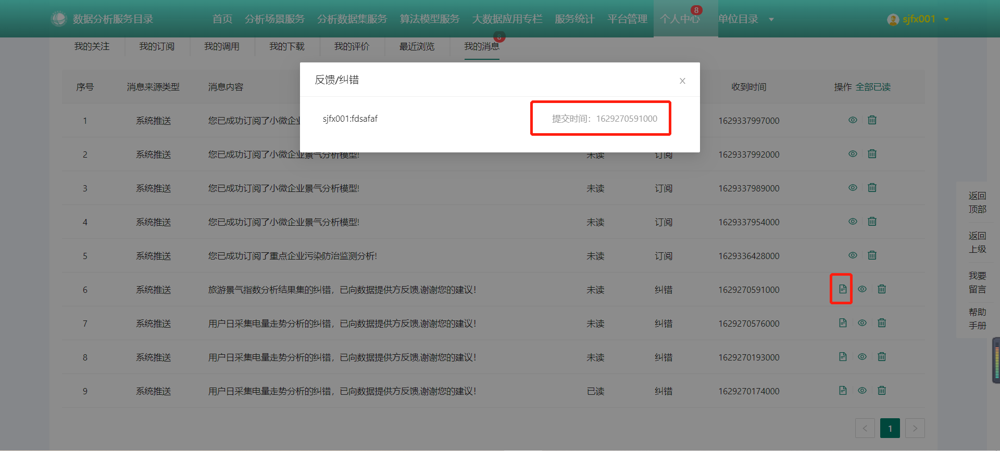 数据分析服务目录 首页 分析场景服务 分析数据集服务 算法模型服务 大数据应用专栏 服务统计 平台管理 个人中心 8 单位目录 sjfx001
我的关注 我的订阅 我的调用 我的下载 我的评价 最近浏览 我的消息 8
反馈/纠错 x
sjfx001:fdsafaf 提交时间：1629270591000
序号 消息来源类型 消息内容 收到时间 操作 全部已读
1 系统推送 您已成功订阅了小微企业 1629337997000
2 系统推送 您已成功订阅了小微企业景气分析模型! 未读 订阅 1629337992000
3 系统推送 您已成功订阅了小微企业景气分析模型! 未读 订阅 1629337989000
4 系统推送 您已成功订阅了小微企业景气分析模型! 未读 订阅 1629337954000
5 系统推送 您已成功订阅了重点企业污染防治监测分析! 未读 订阅 1629336428000
6 系统推送 旅游景气指数分析结果集的纠错，已向数据提供方反馈,谢谢您的建议！ 未读 纠错 1629270591000
7 系统推送 用户日采集电量走势分析的纠错，已向数据提供方反馈,谢谢您的建议！ 未读 纠错 1629270576000
8 系统推送 用户日采集电量走势分析的纠错，已向数据提供方反馈,谢谢您的建议！ 未读 纠错 1629270193000
9 系统推送 用户日采集电量走势分析的纠错，已向数据提供方反馈,谢谢您的建议！ 已读 纠错 1629270174000
< 1 >
返回
顶部
返回
上级
我要
留言
帮助
手册